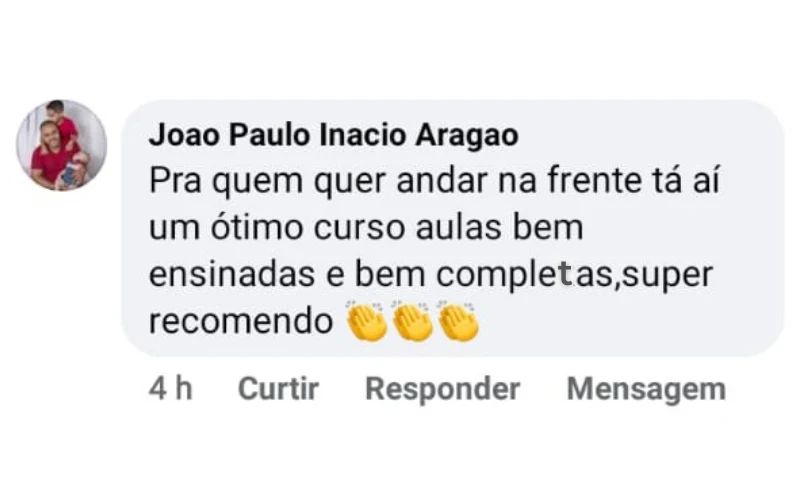 Joao Paulo Inacio Aragao
Pra quem quer andar na frente tá aí
um ótimo curso aulas bem
ensinadas e bem completas,super
recomendo 👏👏👏
4 h Curtir Responder Mensagem